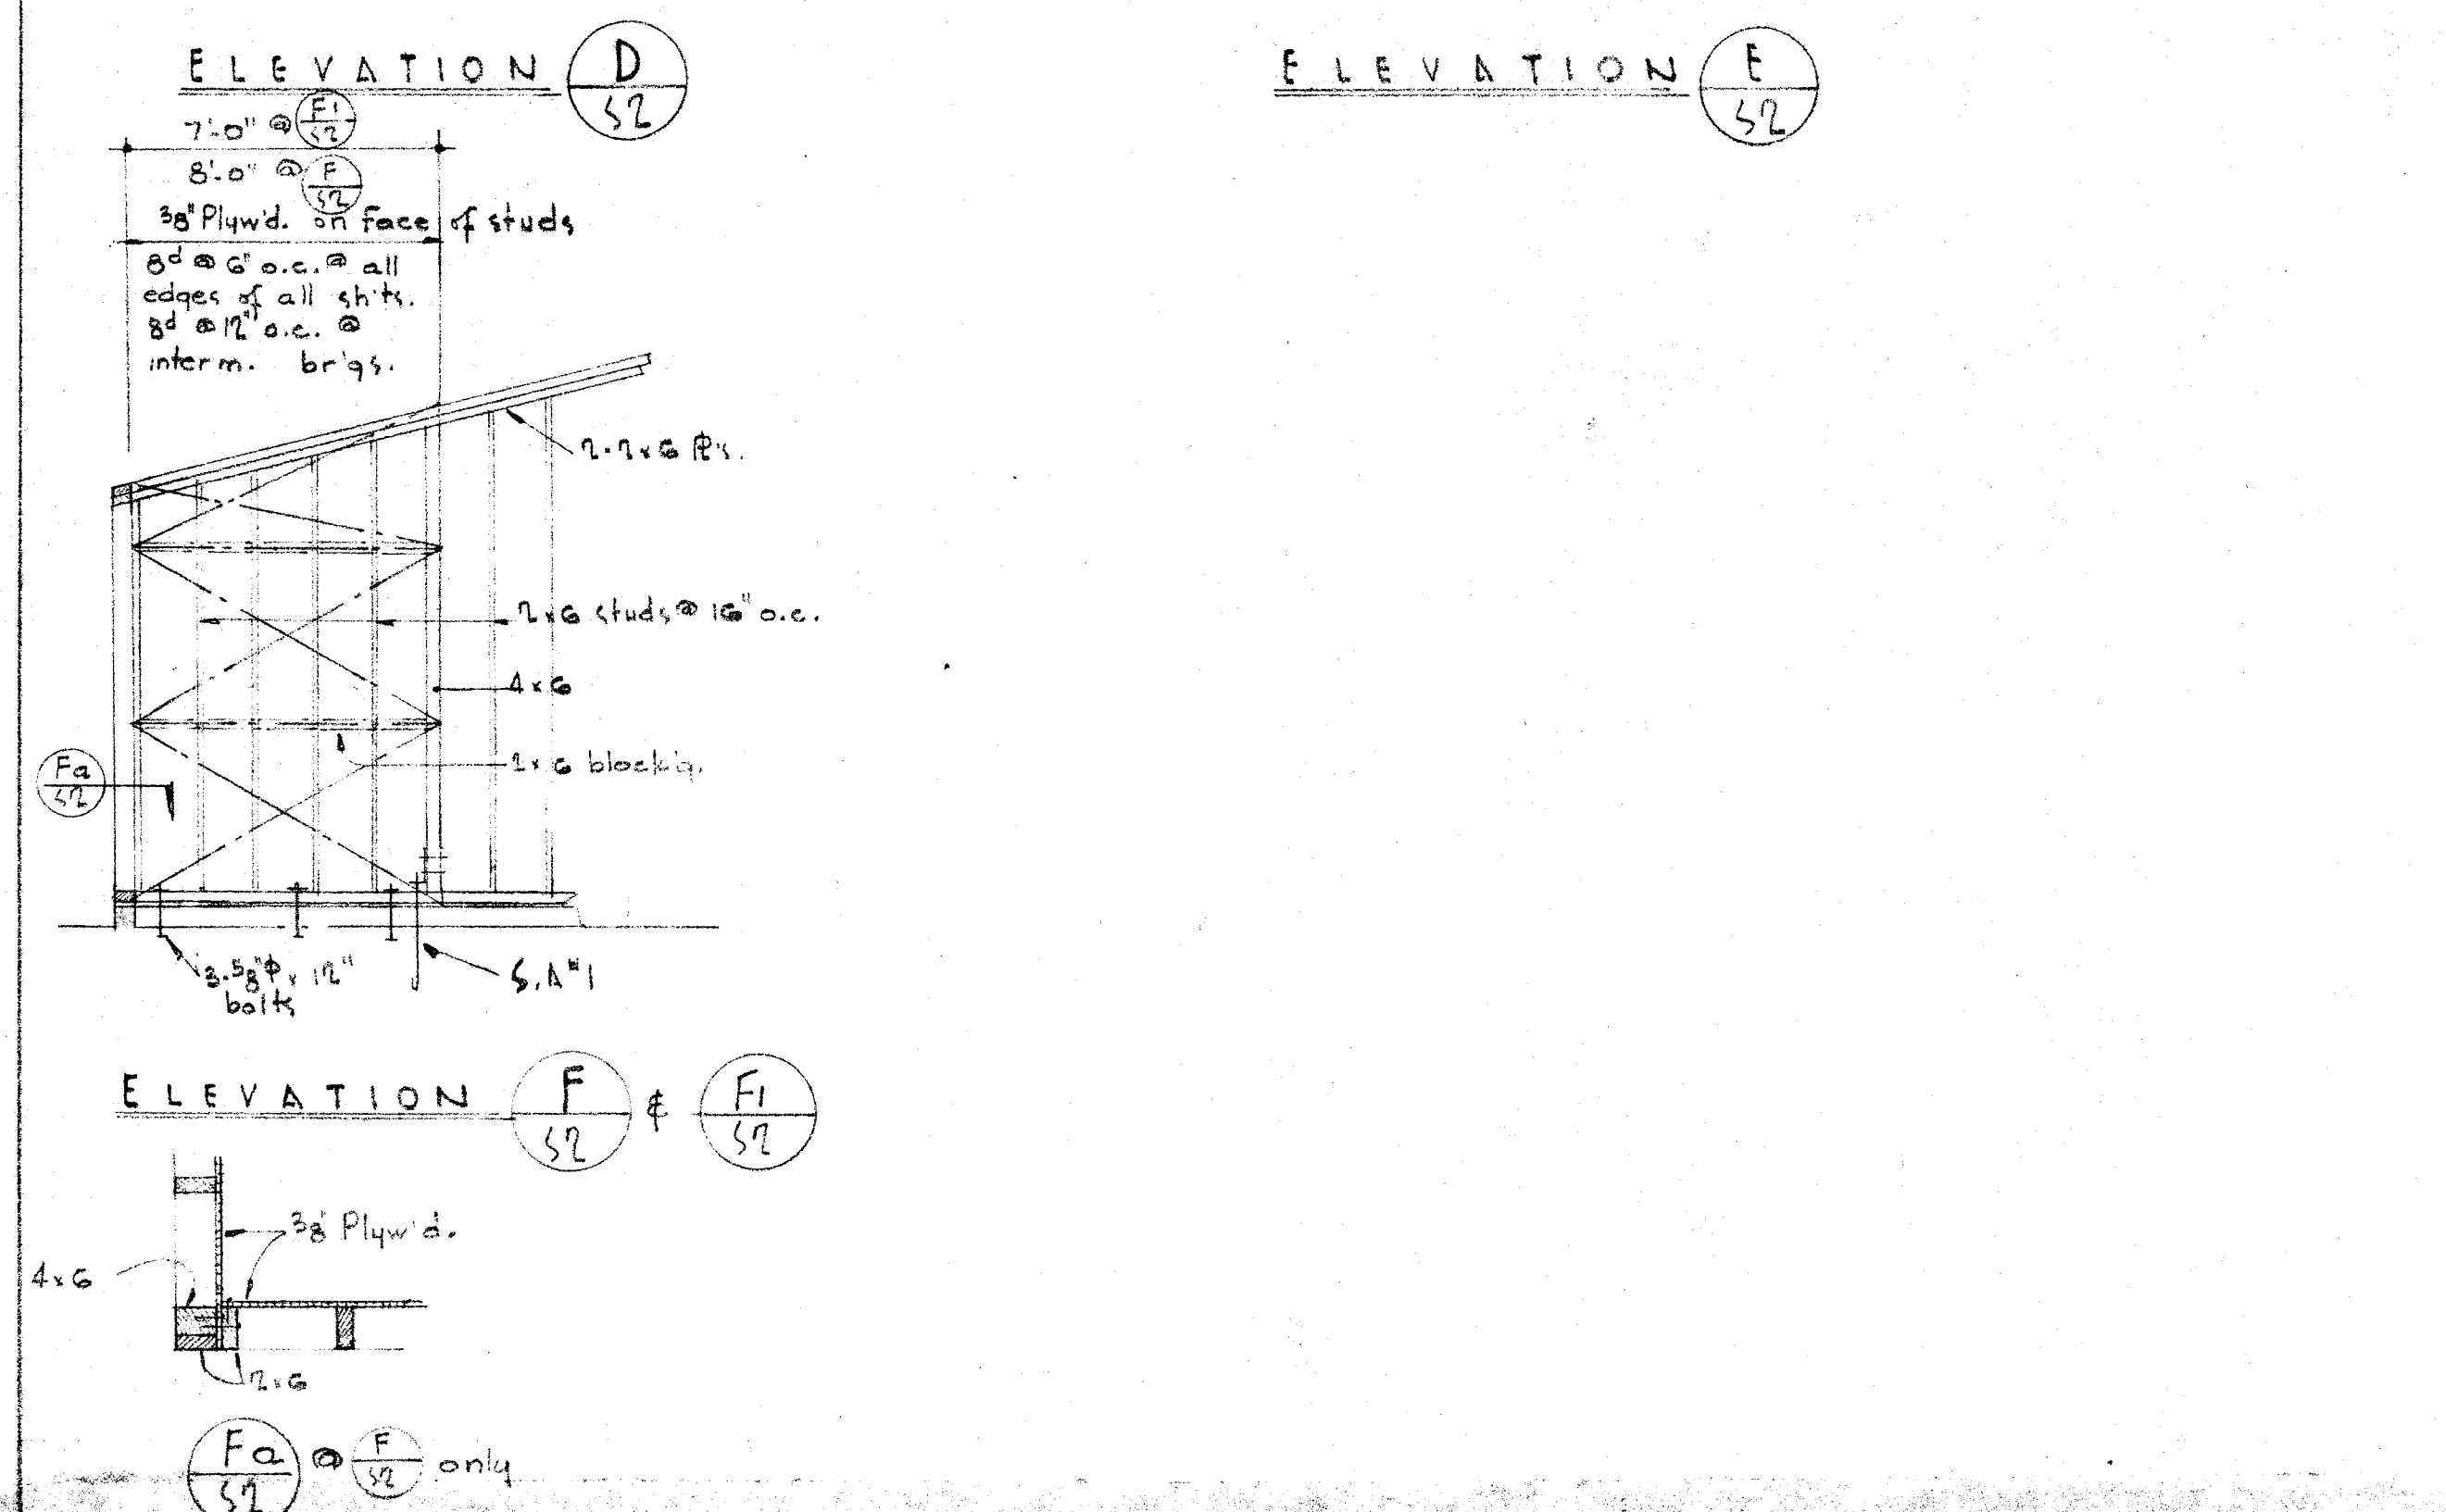 ELEVATION D/S2
ELEVATION E/S2
7'-0" @ F1/S2
8'-0" @ F/S2
3/8" Plyw'd. on face of studs
8d @ 6" o.c. @ all
edges of all sh'ts.
8d @ 12" o.c. @
interm. br'gs.
2-2x6 ℙ's.
2x6 studs @ 16" o.c.
4x6
2x6 block'g.
Fa/S2
3-5/8"ϕ x 12"
bolts
S.A#1
ELEVATION F/S2 & F1/S2
3/8" Plyw'd.
4x6
2x6
Fa/S2 @ F/S2 only